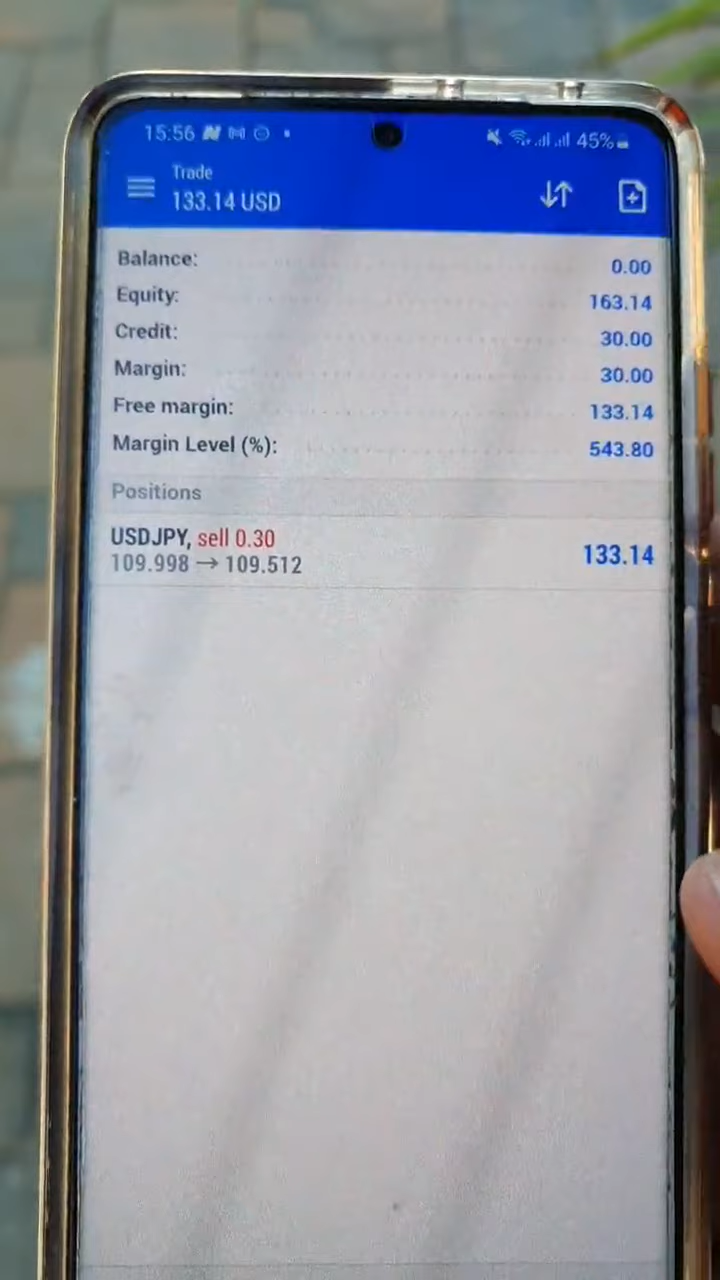 15:56 45%
Trade
133.14 USD
Balance: 0.00
Equity: 163.14
Credit: 30.00
Margin: 30.00
Free margin: 133.14
Margin Level (%): 543.80
Positions
USDJPY, sell 0.30
109.998 → 109.512 133.14